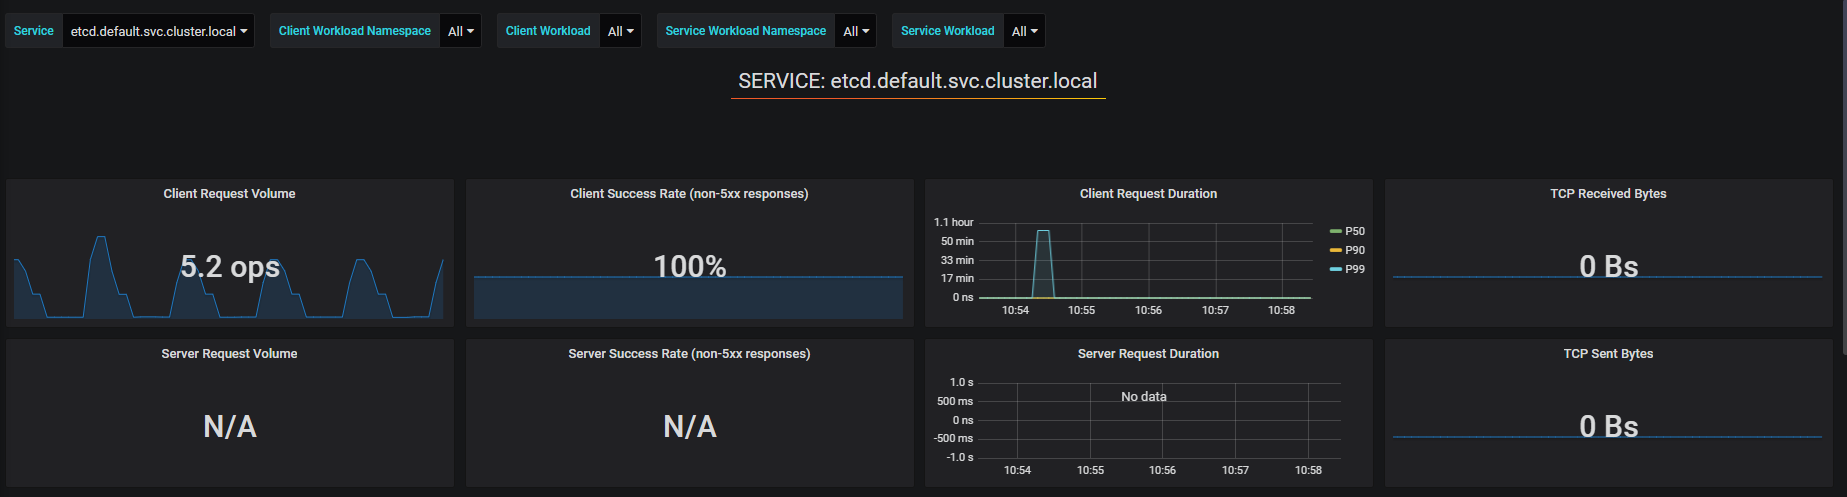 Service etcd.default.svc.cluster.local Client Workload Namespace All Client Workload All Service Workload Namespace All Service Workload All
SERVICE: etcd.default.svc.cluster.local
Client Request Volume
5.2 ops
Client Success Rate (non-5xx responses)
100%
Client Request Duration
1.1 hour
50 min
33 min
17 min
0 ns
10:54 10:55 10:56 10:57 10:58
P50
P90
P99
TCP Received Bytes
0 Bs
Server Request Volume
N/A
Server Success Rate (non-5xx responses)
N/A
Server Request Duration
1.0 s
500 ms
0 ns
-500 ms
-1.0 s
No data
10:54 10:55 10:56 10:57 10:58
TCP Sent Bytes
0 Bs